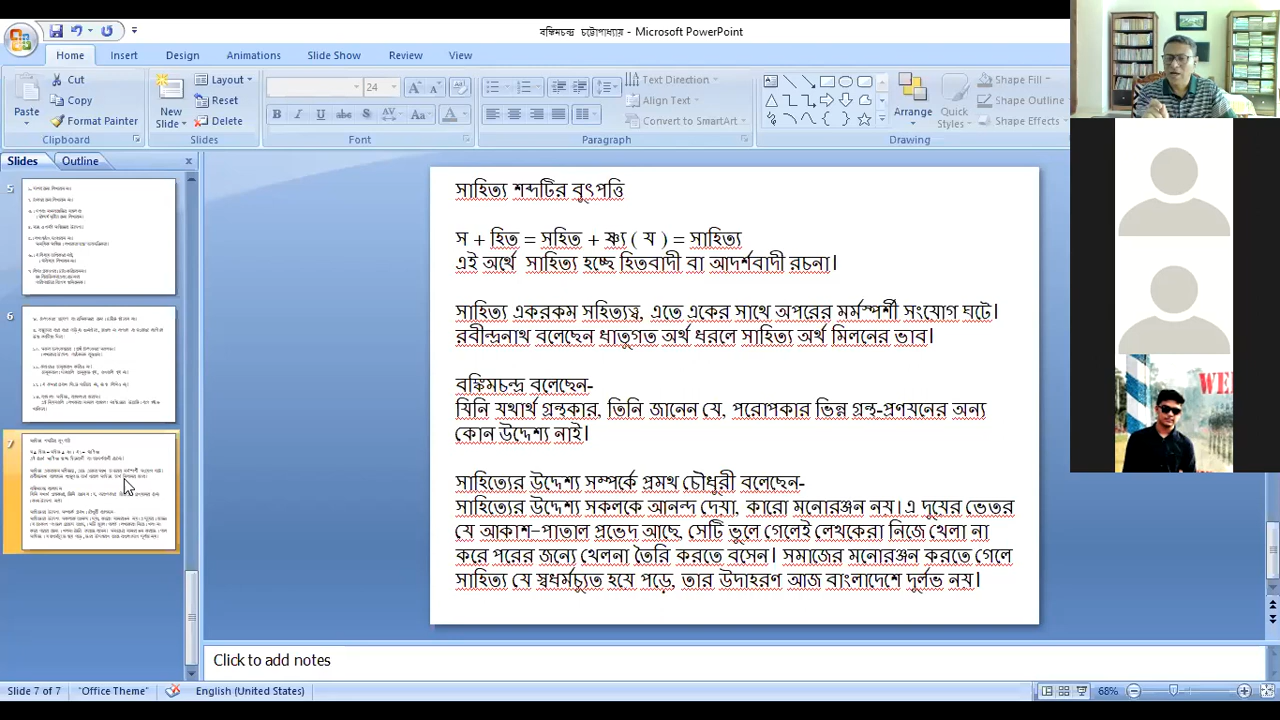 বঙ্কিমচন্দ্র চট্টোপাধ্যায় - Microsoft PowerPoint
Home Insert Design Animations Slide Show Review View
Cut
Copy
Format Painter
Paste
Clipboard
New Slide
Layout
Reset
Delete
Slides
24
Font
Paragraph
Text Direction
Align Text
Convert to SmartArt
Arrange
Quick Styles
Shape Fill
Shape Outline
Shape Effects
Drawing
Slides Outline
5
6
7
সাহিত্য শব্দটির বুৎপত্তি
স + হিত = সহিত + ষ্ণ্য ( য ) = সাহিত্য
এই অর্থে সাহিত্য হচ্ছে হিতবাদী বা আদর্শবাদী রচনা।
সাহিত্য একরকম সহিত্যত্ব, এতে একের সাথে অপরের মর্মস্পর্শী সংযোগ ঘটে।
রবীন্দ্রনাথ বলেছেন ধাতুগত অর্থ ধরলে সাহিত্য অর্থ মিলনের ভাব।
বঙ্কিমচন্দ্র বলেছেন-
যিনি যথার্থ গ্রন্থকার, তিনি জানেন যে, পরোপকার ভিন্ন গ্রন্থ-প্রণয়নের অন্য
কোন উদ্দেশ্য নাই।
সাহিত্যের উদ্দেশ্য সম্পর্কে প্রমথ চৌধুরী বলেছেন-
সাহিত্যের উদ্দেশ্য সকলকে আনন্দ দেয়া কারো মনোরঞ্জন নয়। এ দুয়ের ভেতর
যে আকাশ-পাতাল প্রভেদ আছে, সেটি ভুলে গেলেই লেখকেরা নিজে খেলা না
করে পরের জন্যে খেলনা তৈরি করতে বসেন। সমাজের মনোরঞ্জন করতে গেলে
সাহিত্য যে স্বধর্মচ্যুত হয়ে পড়ে, তার উদাহরণ আজ বাংলাদেশে দুর্লভ নয়।
Click to add notes
Slide 7 of 7 "Office Theme" English (United States) 68%
WE